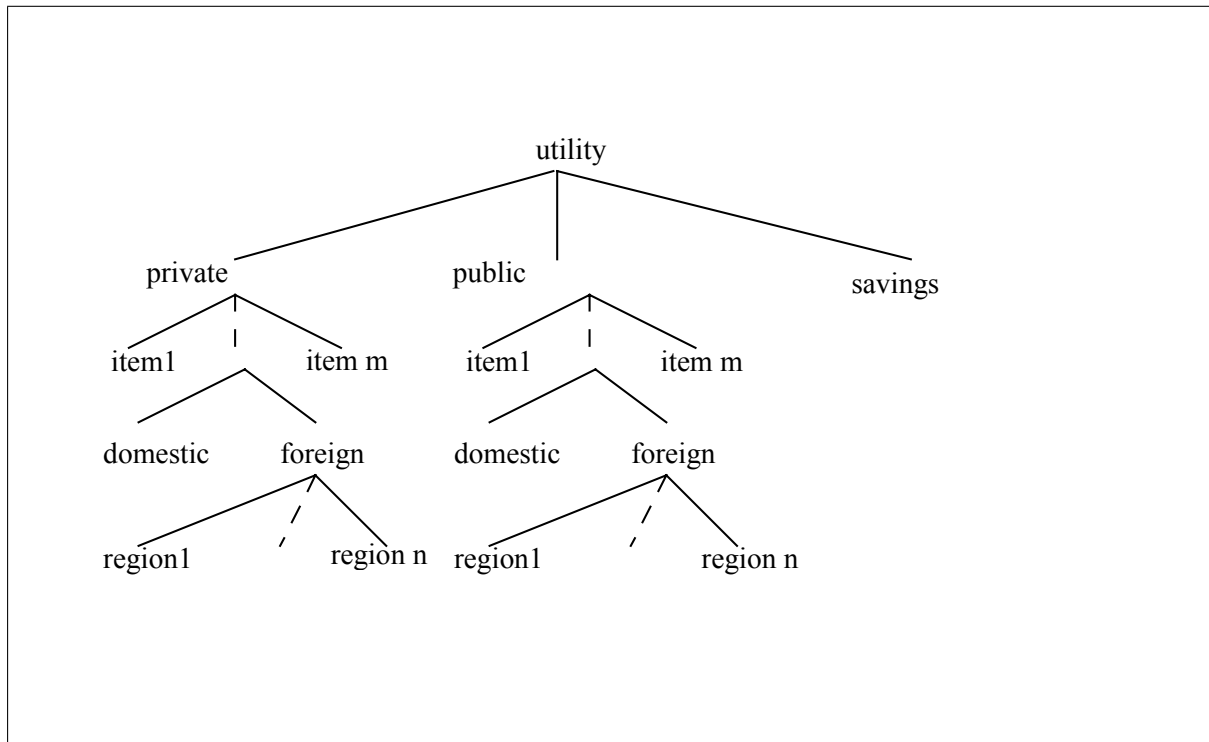 utility
private public savings
item1 item m item1 item m
domestic foreign domestic foreign
region1 region n region1 region n